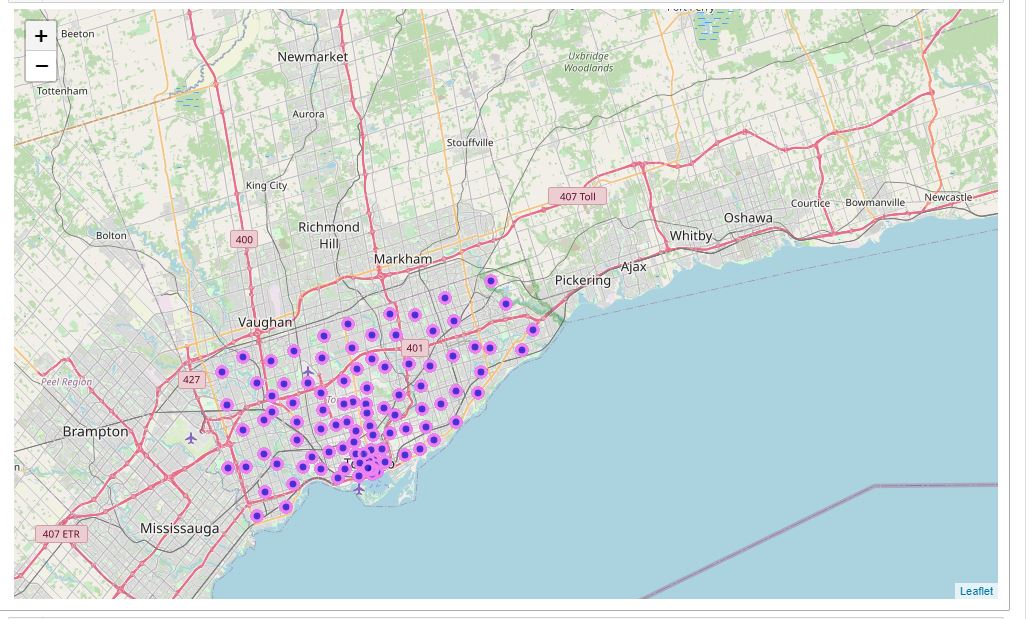 +
−
Beeton
Newmarket
Uxbridge
Woodlands
Tottenham
Aurora
Stouffville
King City
407 Toll
Courtice
Bowmanville
Newcastle
Richmond
Hill
Oshawa
Whitby
Bolton
400
Markham
Ajax
Pickering
Vaughan
401
427
Peel Region
Brampton
Mississauga
407 ETR
Leaflet